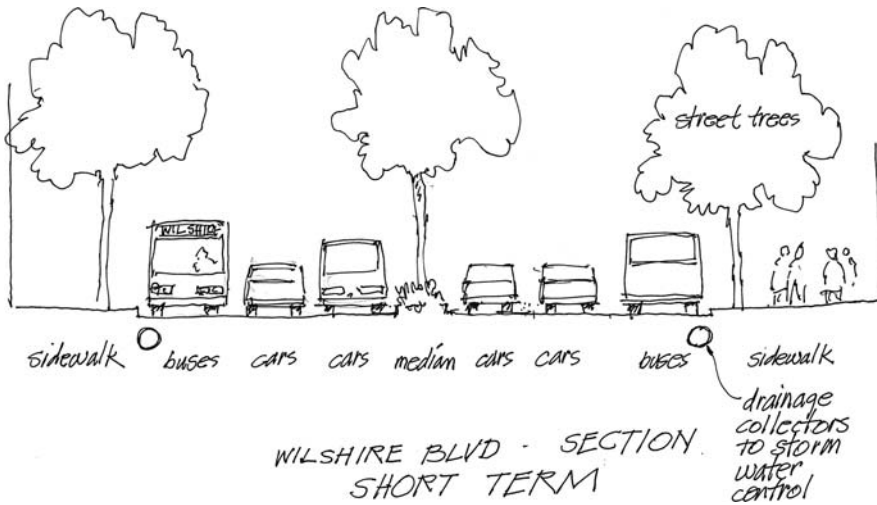 street trees
WILSHIRE
sidewalk buses cars cars median cars cars buses sidewalk
drainage
collectors
to storm
water
control
WILSHIRE BLVD - SECTION
SHORT TERM